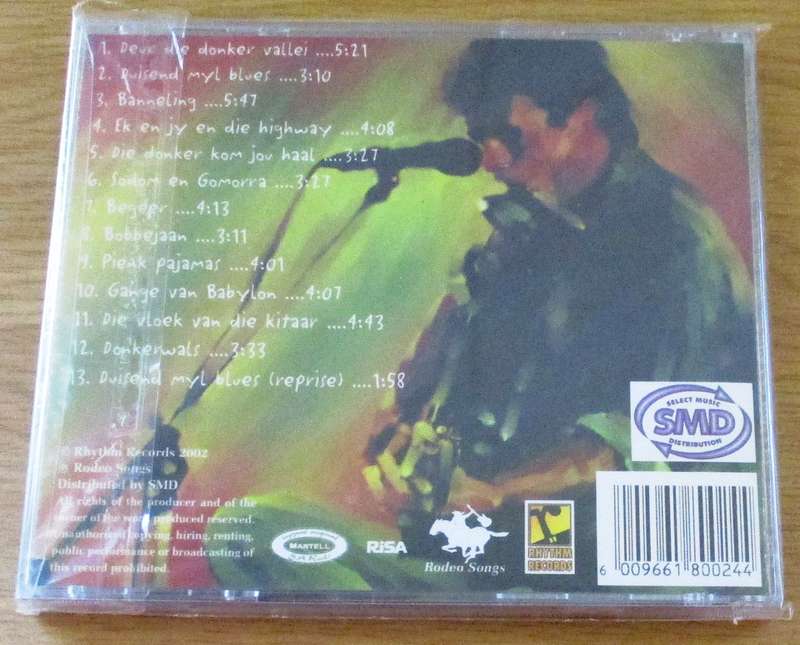 1. Deur die donker vallei ....5:21
2. Duisend myl blues ....3:10
3. Banneling ....5:47
4. Ek en jy en die highway ....4:08
5. Die donker kom jou haal ....3:27
6. Sodom en Gomorra ....3:27
7. Begeer ....4:13
8. Bobbejaan ....3:11
9. Pienk pajamas ....4:01
10. Gange van Babylon ....4:07
11. Die vloek van die kitaar ....4:43
12. Donkerwals ....3:33
13. Duisend myl blues (reprise) ....1:58
SELECT MUSIC
SMD
DISTRIBUTION
© Rhythm Records 2002
Rodeo Songs
Distributed by SMD
All rights of the producer and of the
owner of the work produced reserved.
Unauthorised copying, hiring, renting,
public performance or broadcasting of
this record prohibited.
MARTELL
RiSA
Rodeo Songs
RHYTHM
RECORDS
6 009661 800244